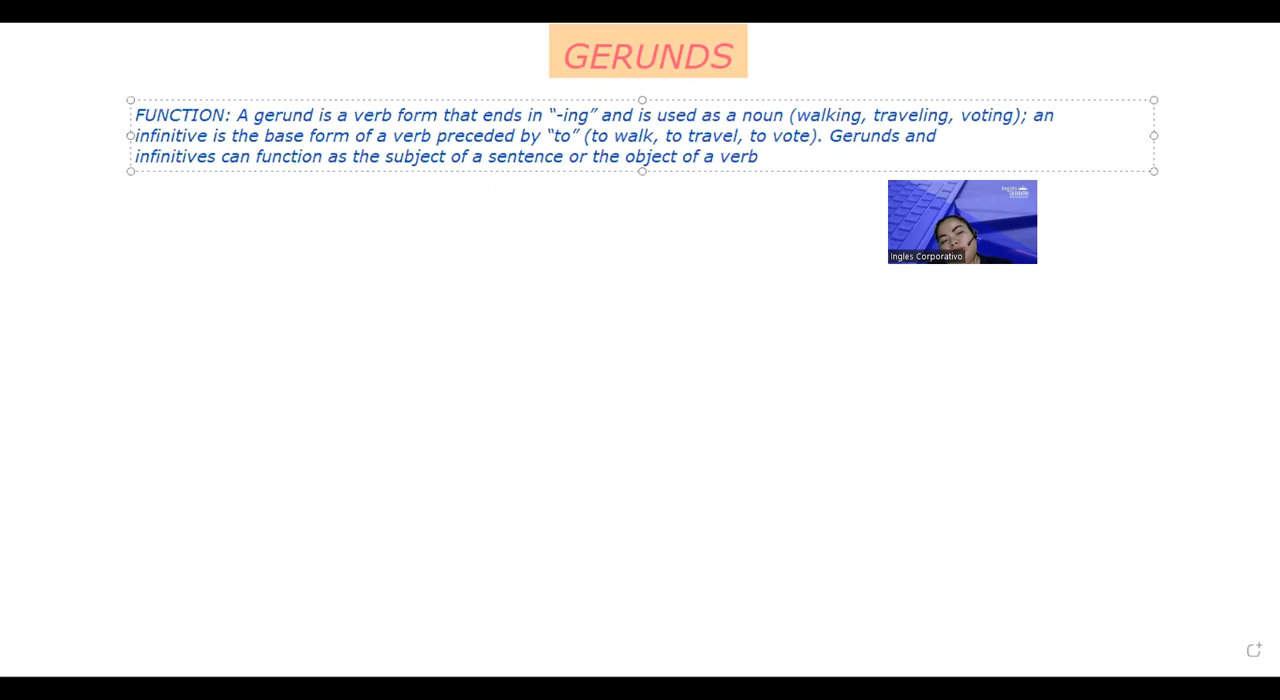 GERUNDS
FUNCTION: A gerund is a verb form that ends in “-ing” and is used as a noun (walking, traveling, voting); an
infinitive is the base form of a verb preceded by “to” (to walk, to travel, to vote). Gerunds and
infinitives can function as the subject of a sentence or the object of a verb
Inglés
Ingles Corporativo